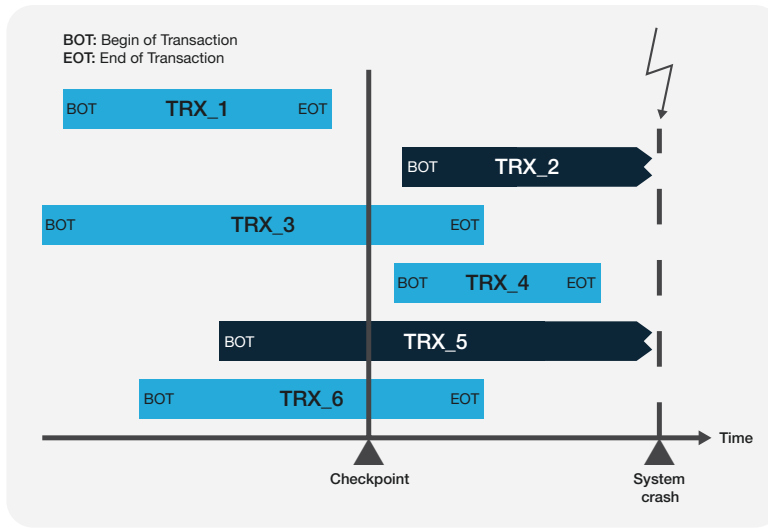 BOT: Begin of Transaction
EOT: End of Transaction
BOT TRX_1 EOT
BOT TRX_2
BOT TRX_3 EOT
BOT TRX_4 EOT
BOT TRX_5
BOT TRX_6 EOT
Time
Checkpoint
System
crash